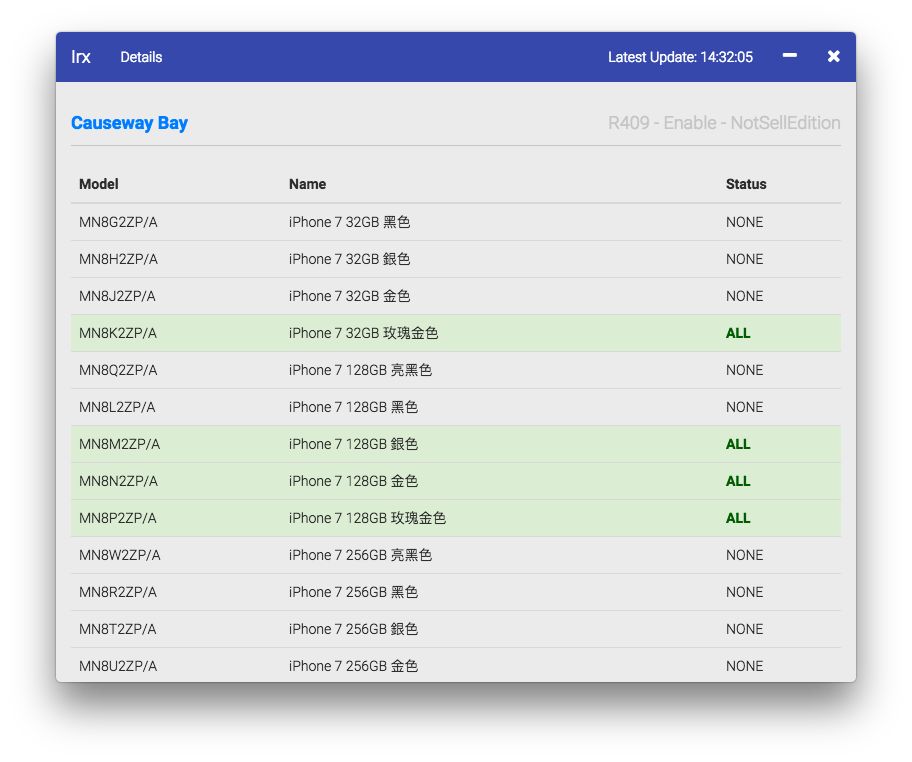 Irx Details Latest Update: 14:32:05
Causeway Bay R409 - Enable - NotSellEdition
Model Name Status
MN8G2ZP/A iPhone 7 32GB 黑色 NONE
MN8H2ZP/A iPhone 7 32GB 銀色 NONE
MN8J2ZP/A iPhone 7 32GB 金色 NONE
MN8K2ZP/A iPhone 7 32GB 玫瑰金色 ALL
MN8Q2ZP/A iPhone 7 128GB 亮黑色 NONE
MN8L2ZP/A iPhone 7 128GB 黑色 NONE
MN8M2ZP/A iPhone 7 128GB 銀色 ALL
MN8N2ZP/A iPhone 7 128GB 金色 ALL
MN8P2ZP/A iPhone 7 128GB 玫瑰金色 ALL
MN8W2ZP/A iPhone 7 256GB 亮黑色 NONE
MN8R2ZP/A iPhone 7 256GB 黑色 NONE
MN8T2ZP/A iPhone 7 256GB 銀色 NONE
MN8U2ZP/A iPhone 7 256GB 金色 NONE